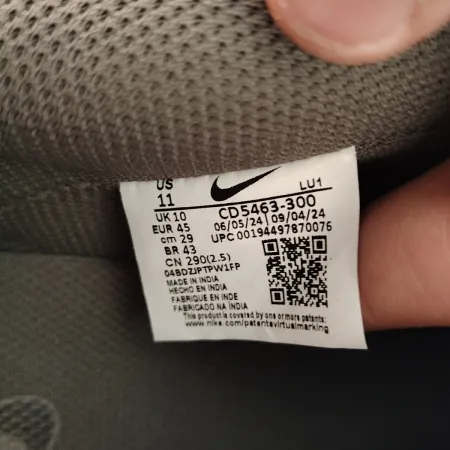 US
11
LU1
UK 10
CD5463-300
EUR 45
06/05/24 09/04/24
cm 29
UPC 00194497870076
BR 43
CN 290(2.5)
04BDZJPTPW1FP
MADE IN INDIA
HECHO EN INDIA
FABRIQUE EN INDE
FABRICADO NA ÍNDIA
This product is covered by one or more patents:
www.nike.com/patentsvirtualmarking